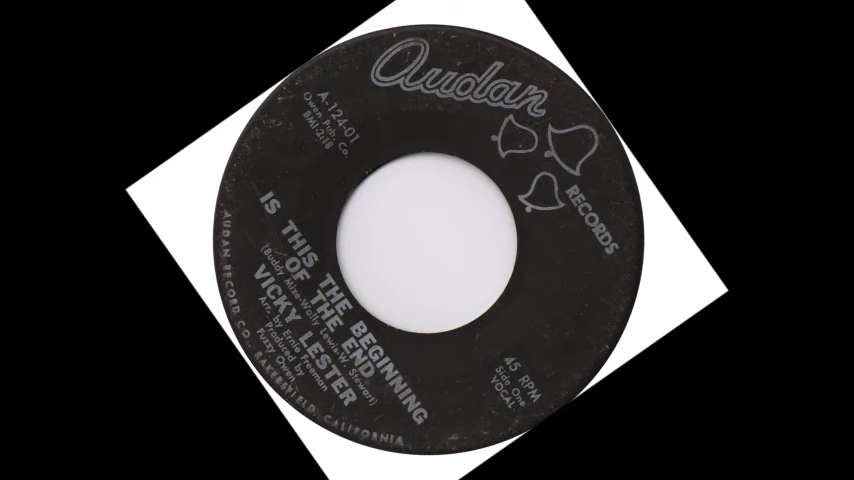 Audan
RECORDS
A-124-01
Owen Pub. Co.
BMI-2:18
45 RPM
Side One
VOCAL
IS THIS THE BEGINNING
OF THE END
(Buddy Mize-Wally Lewis-W. Stewart)
VICKY LESTER
Arr. by Ernie Freeman
Produced by
Fuzzy Owen
AUDAN RECORD CO., BAKERSFIELD, CALIFORNIA